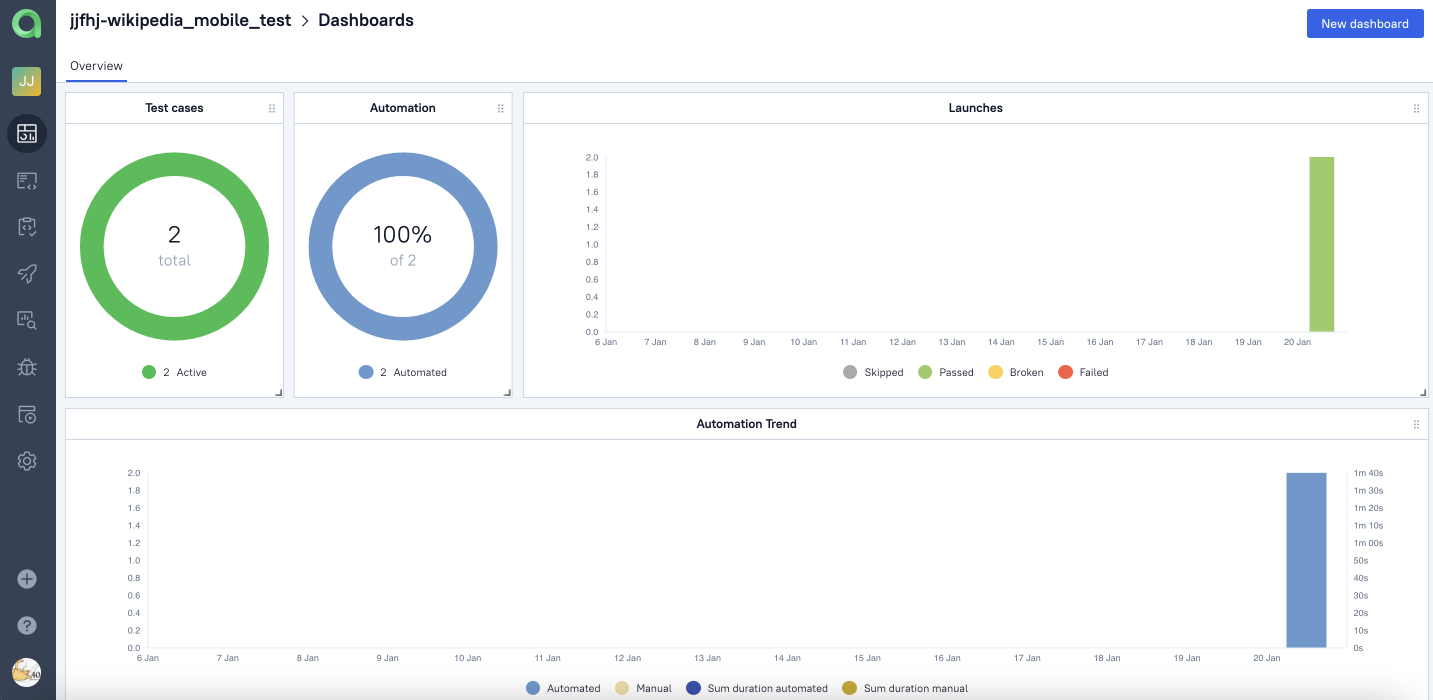 jjfhj-wikipedia_mobile_test > Dashboards
New dashboard
JJ
Overview
Test cases
2
total
2 Active
Automation
100%
of 2
2 Automated
Launches
2.0
1.8
1.6
1.4
1.2
1.0
0.8
0.6
0.4
0.2
0.0
6 Jan 7 Jan 8 Jan 9 Jan 10 Jan 11 Jan 12 Jan 13 Jan 14 Jan 15 Jan 16 Jan 17 Jan 18 Jan 19 Jan 20 Jan
Skipped Passed Broken Failed
Automation Trend
2.0 1m 40s
1.8 1m 30s
1.6 1m 20s
1.4 1m 10s
1.2 1m 00s
1.0 50s
0.8 40s
0.6 30s
0.4 20s
0.2 10s
0.0 0s
6 Jan 7 Jan 8 Jan 9 Jan 10 Jan 11 Jan 12 Jan 13 Jan 14 Jan 15 Jan 16 Jan 17 Jan 18 Jan 19 Jan 20 Jan
Automated Manual Sum duration automated Sum duration manual
?
40